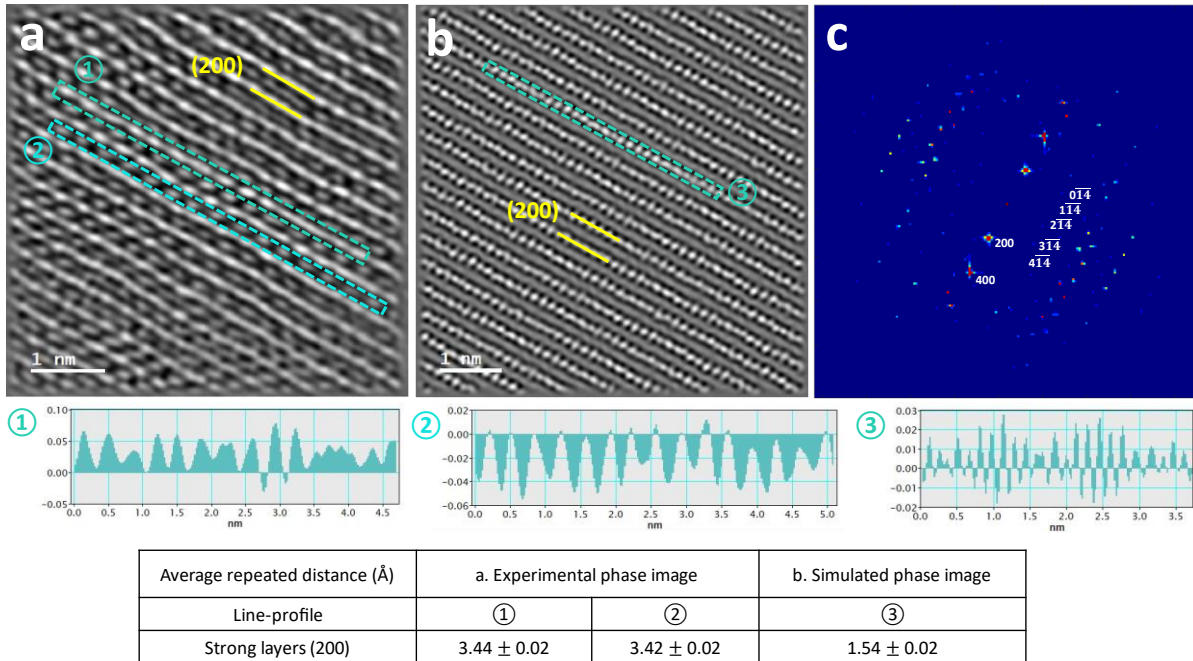 a
①
(200)
②
1 nm
b
③
(200)
1 nm
c
01̅4̅
11̅4̅
21̅4̅
200
31̅4̅
41̅4̅
400
①
0.10
0.05
0.00
−0.05
0.0 0.5 1.0 1.5 2.0 2.5 3.0 3.5 4.0 4.5
nm
②
0.02
0.00
−0.02
−0.04
−0.06
0.0 0.5 1.0 1.5 2.0 2.5 3.0 3.5 4.0 4.5 5.0
nm
③
0.03
0.02
0.01
0.00
−0.01
−0.02
0.0 0.5 1.0 1.5 2.0 2.5 3.0 3.5
nm
Average repeated distance (Å) a. Experimental phase image b. Simulated phase image
Line-profile ① ② ③
Strong layers (200) 3.44 ± 0.02 3.42 ± 0.02 1.54 ± 0.02